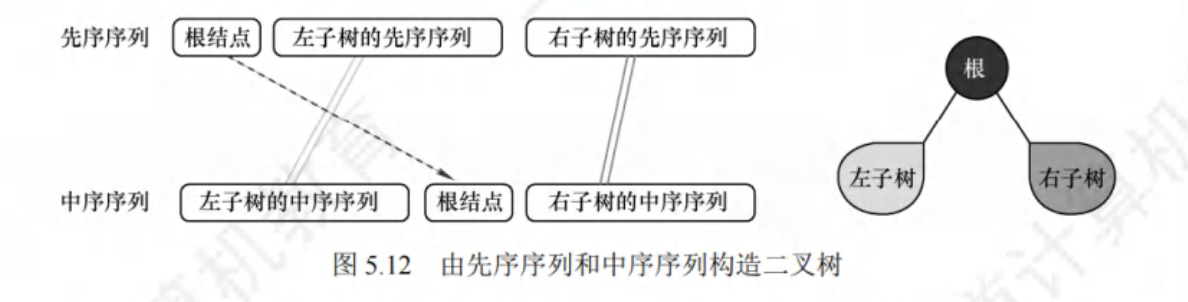 先序序列 根结点 左子树的先序序列 右子树的先序序列
根
左子树 右子树
中序序列 左子树的中序序列 根结点 右子树的中序序列
图 5.12 由先序序列和中序序列构造二叉树